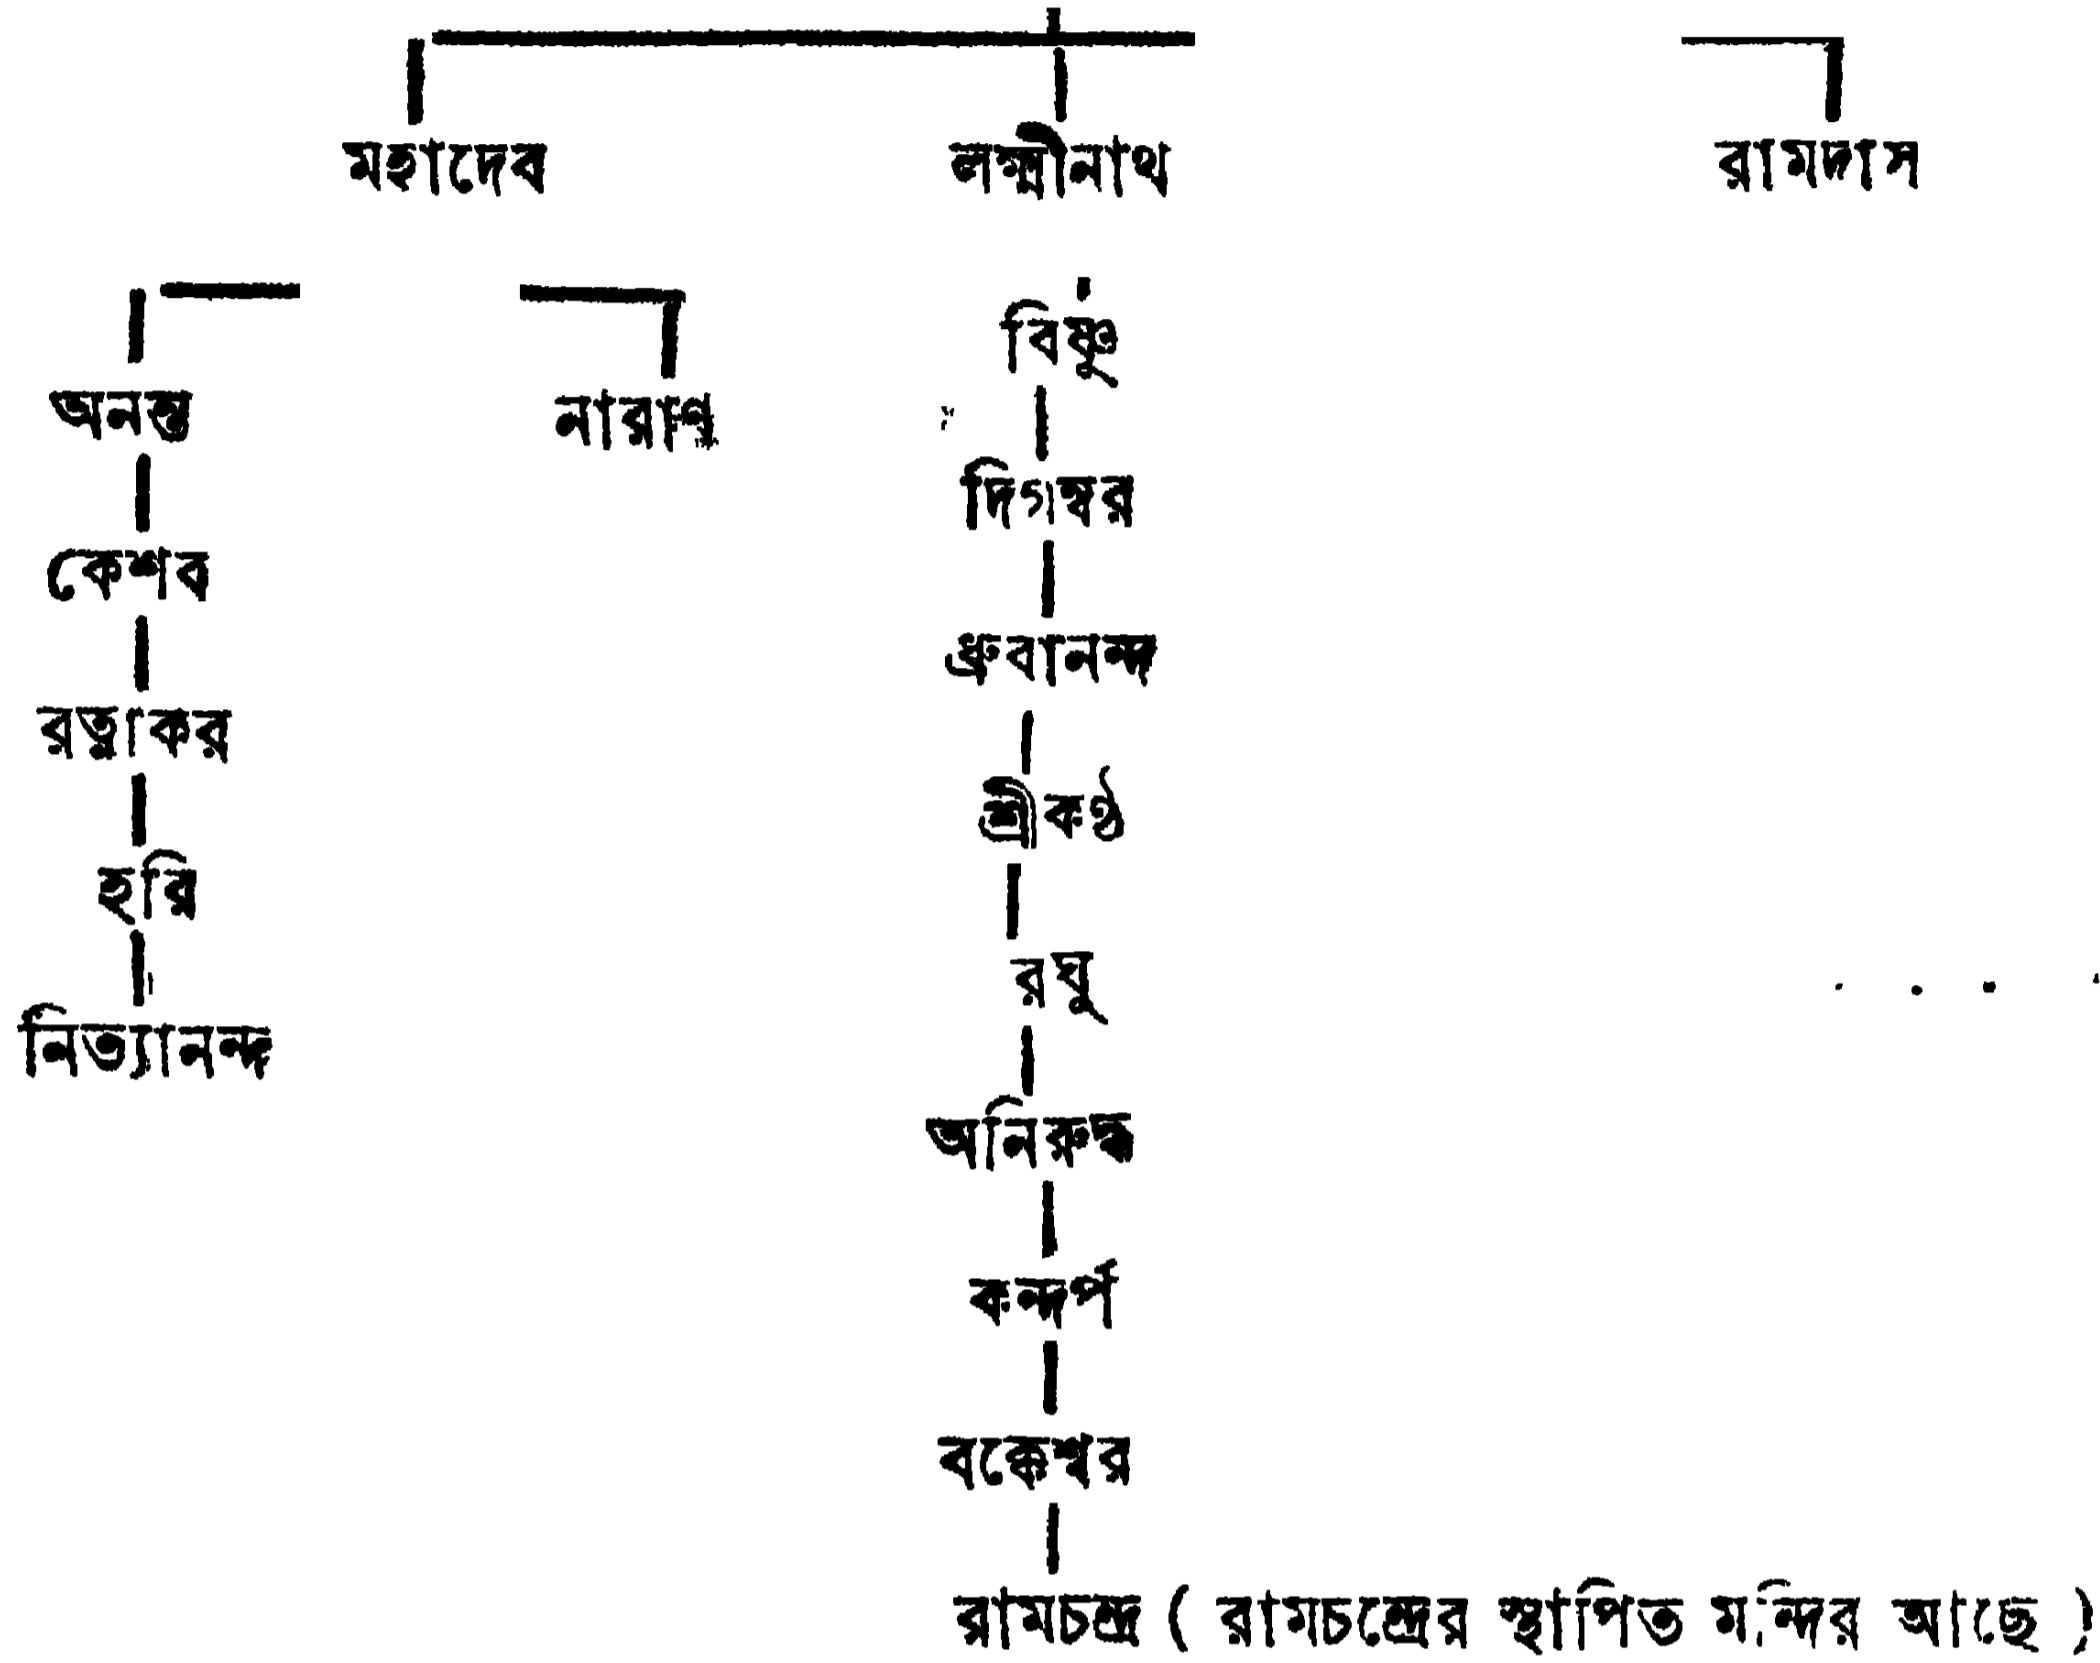 মহাদেব লক্ষ্মীনাথ রামদাস
বিষ্ণু
অনন্ত নারাণ
দিগম্বর
কেশব
ধ্রুবানন্দ
রত্নাকর
শ্রীকণ্ঠ
হরি
রঘু
নিত্যানন্দ
অনিরুদ্ধ
কন্দর্প
বক্কেশ্বর
রামচন্দ্র ( রামচন্দ্রের স্থাপিত মন্দির আছে )